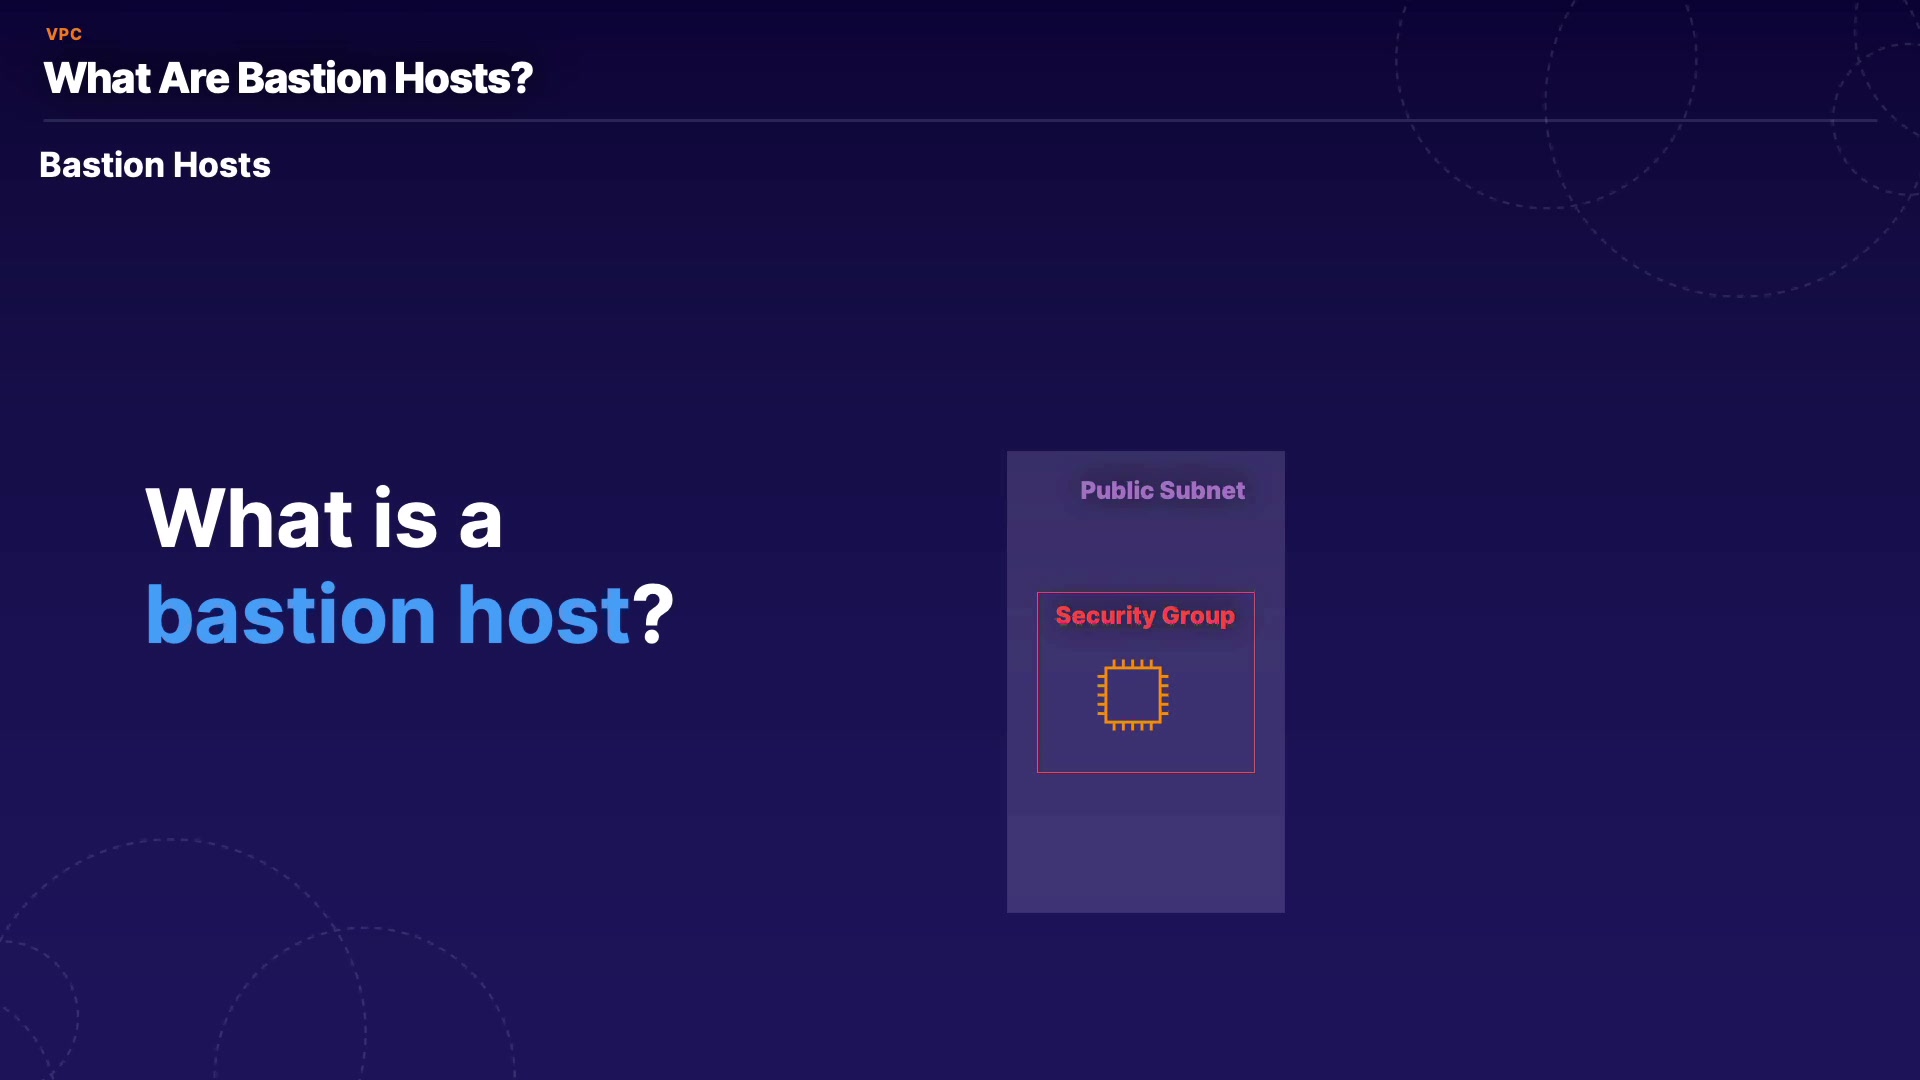 VPC
What Are Bastion Hosts?
Bastion Hosts
What is a
bastion host?
Public Subnet
Security Group